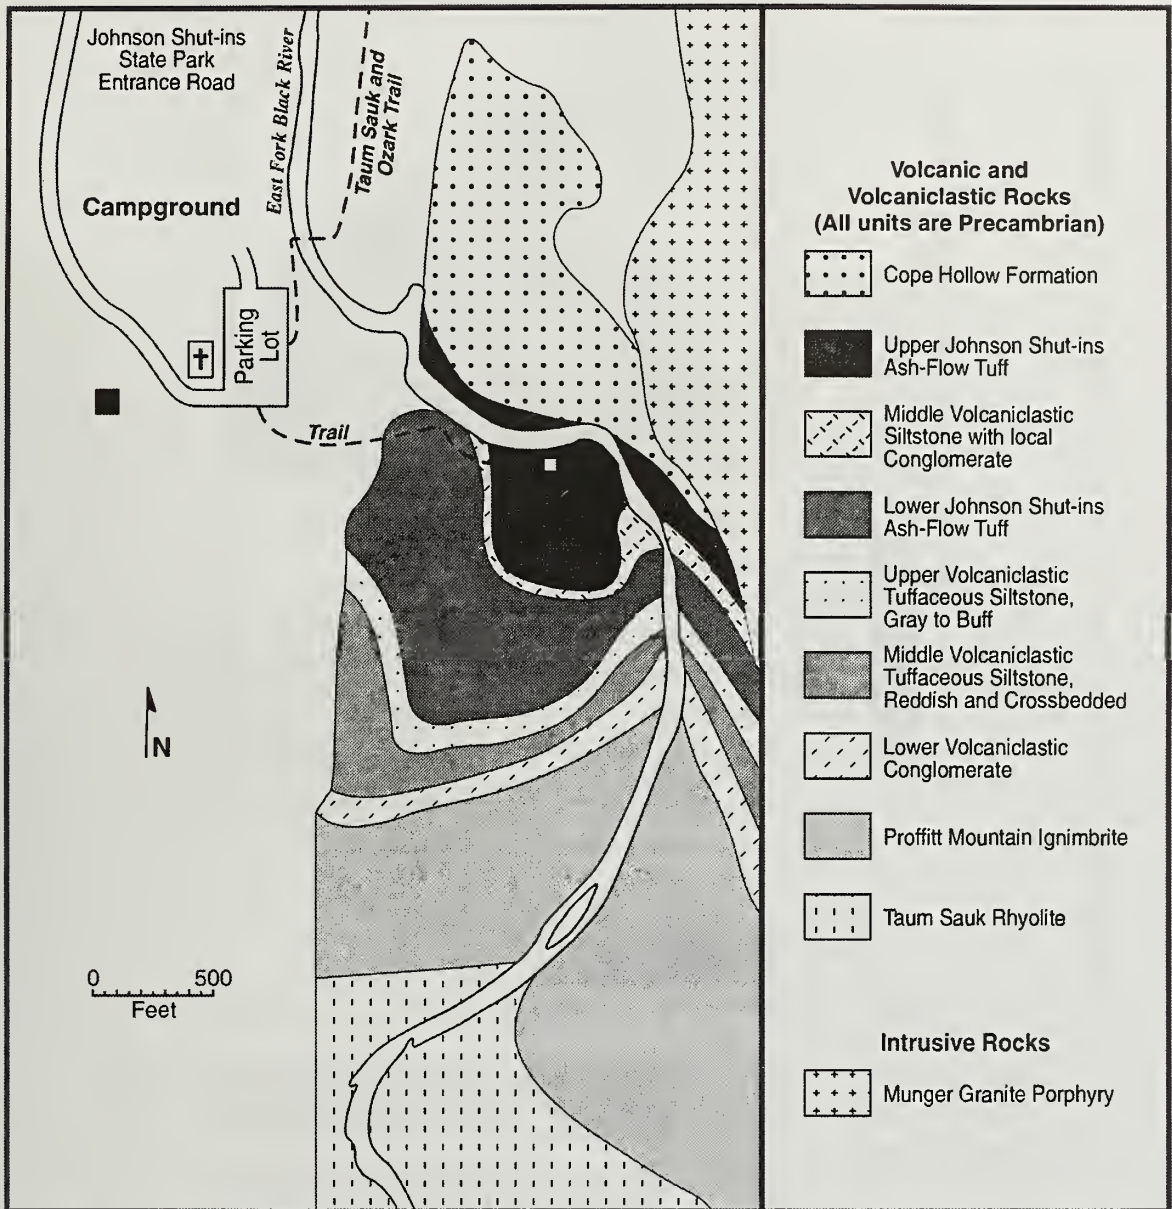 Johnson Shut-ins
State Park
Entrance Road
East Fork Black River
Taum Sauk and
Ozark Trail
Campground
Parking
Lot
Trail
N
0 500
Feet
Volcanic and
Volcaniclastic Rocks
(All units are Precambrian)
Cope Hollow Formation
Upper Johnson Shut-ins
Ash-Flow Tuff
Middle Volcaniclastic
Siltstone with local
Conglomerate
Lower Johnson Shut-ins
Ash-Flow Tuff
Upper Volcaniclastic
Tuffaceous Siltstone,
Gray to Buff
Middle Volcaniclastic
Tuffaceous Siltstone,
Reddish and Crossbedded
Lower Volcaniclastic
Conglomerate
Proffitt Mountain Ignimbrite
Taum Sauk Rhyolite
Intrusive Rocks
Munger Granite Porphyry